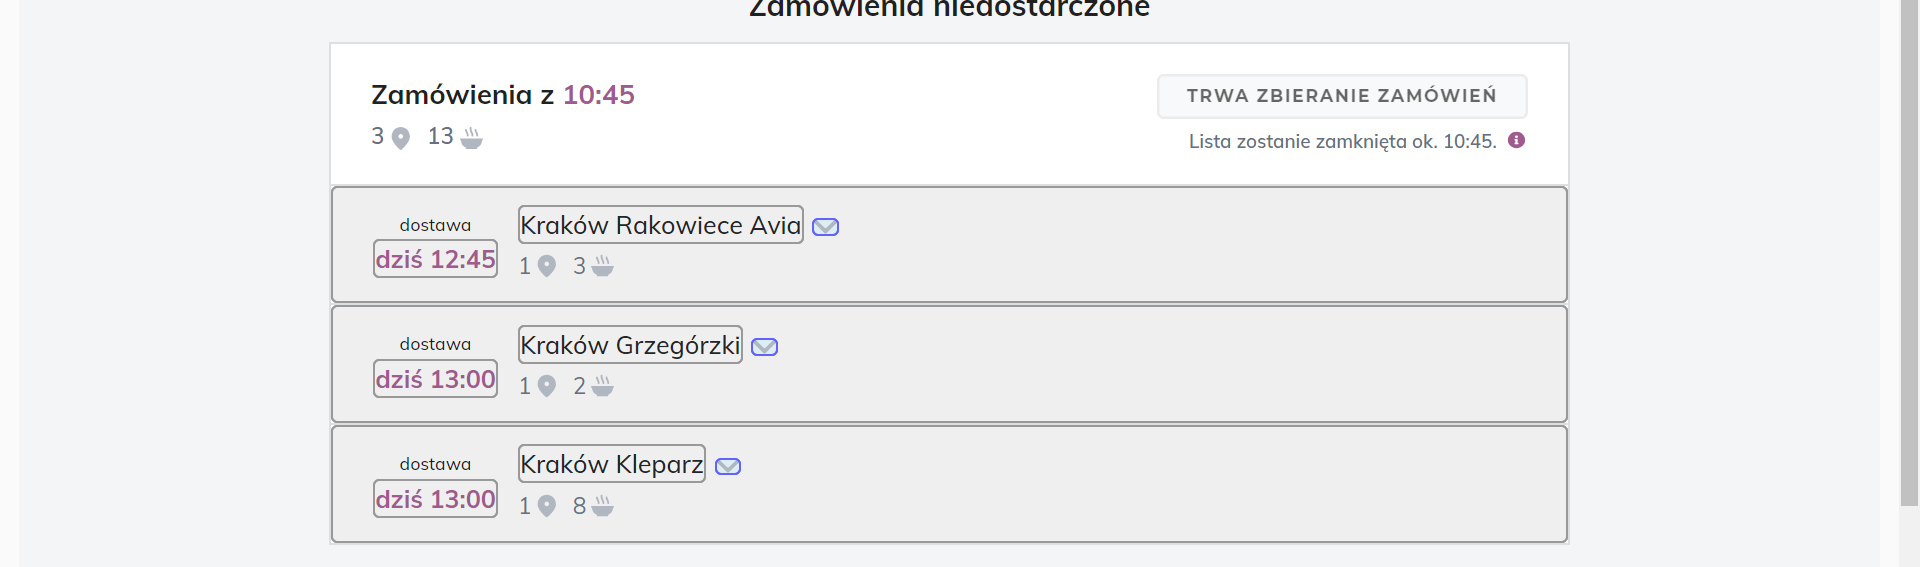 Zamówienia niedostarczone
Zamówienia z 10:45
3 13
TRWA ZBIERANIE ZAMÓWIEŃ
Lista zostanie zamknięta ok. 10:45.
dostawa
dziś 12:45
Kraków Rakowiece Avia
1 3
dostawa
dziś 13:00
Kraków Grzegórzki
1 2
dostawa
dziś 13:00
Kraków Kleparz
1 8